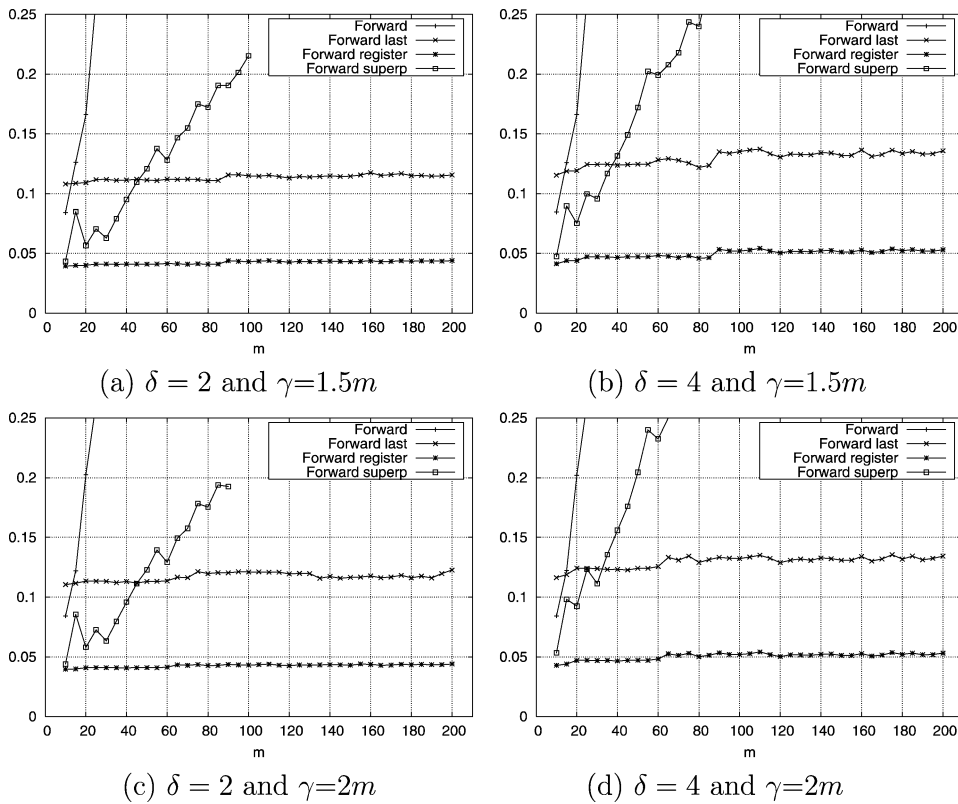 0.25
0.2
0.15
0.1
0.05
0
Forward
Forward last
Forward register
Forward superp
0 20 40 60 80 100 120 140 160 180 200
m
(a) δ = 2 and γ=1.5m
0.25
0.2
0.15
0.1
0.05
0
Forward
Forward last
Forward register
Forward superp
0 20 40 60 80 100 120 140 160 180 200
m
(b) δ = 4 and γ=1.5m
0.25
0.2
0.15
0.1
0.05
0
Forward
Forward last
Forward register
Forward superp
0 20 40 60 80 100 120 140 160 180 200
m
(c) δ = 2 and γ=2m
0.25
0.2
0.15
0.1
0.05
0
Forward
Forward last
Forward register
Forward superp
0 20 40 60 80 100 120 140 160 180 200
m
(d) δ = 4 and γ=2m